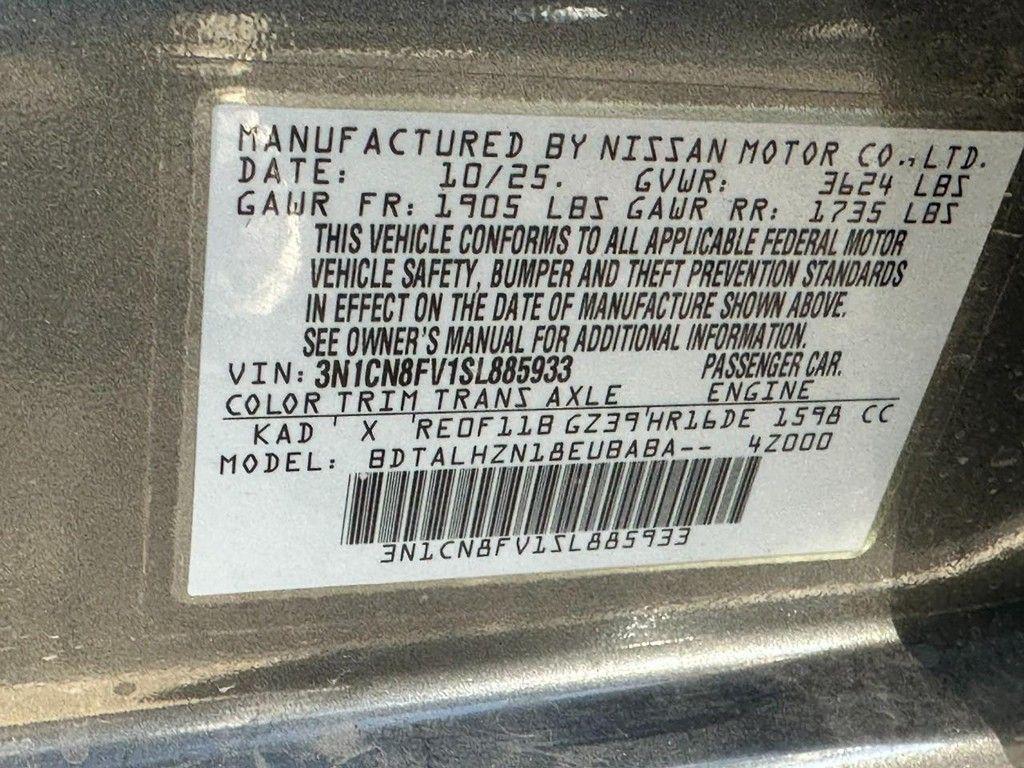 MANUFACTURED BY NISSAN MOTOR CO., LTD.
DATE: 10/25. GVWR: 3624 LBS
GAWR FR: 1905 LBS GAWR RR: 1735 LBS
THIS VEHICLE CONFORMS TO ALL APPLICABLE FEDERAL MOTOR
VEHICLE SAFETY, BUMPER AND THEFT PREVENTION STANDARDS
IN EFFECT ON THE DATE OF MANUFACTURE SHOWN ABOVE.
SEE OWNER'S MANUAL FOR ADDITIONAL INFORMATION.
VIN: 3N1CN8FV1SL885933 PASSENGER CAR.
COLOR TRIM TRANS AXLE ENGINE
KAD ' X ' RE0F11B GZ39'HR16DE 1598 CC
MODEL: BDTALHZN18EUBABA-- 4Z000
3N1CN8FV1SL885933